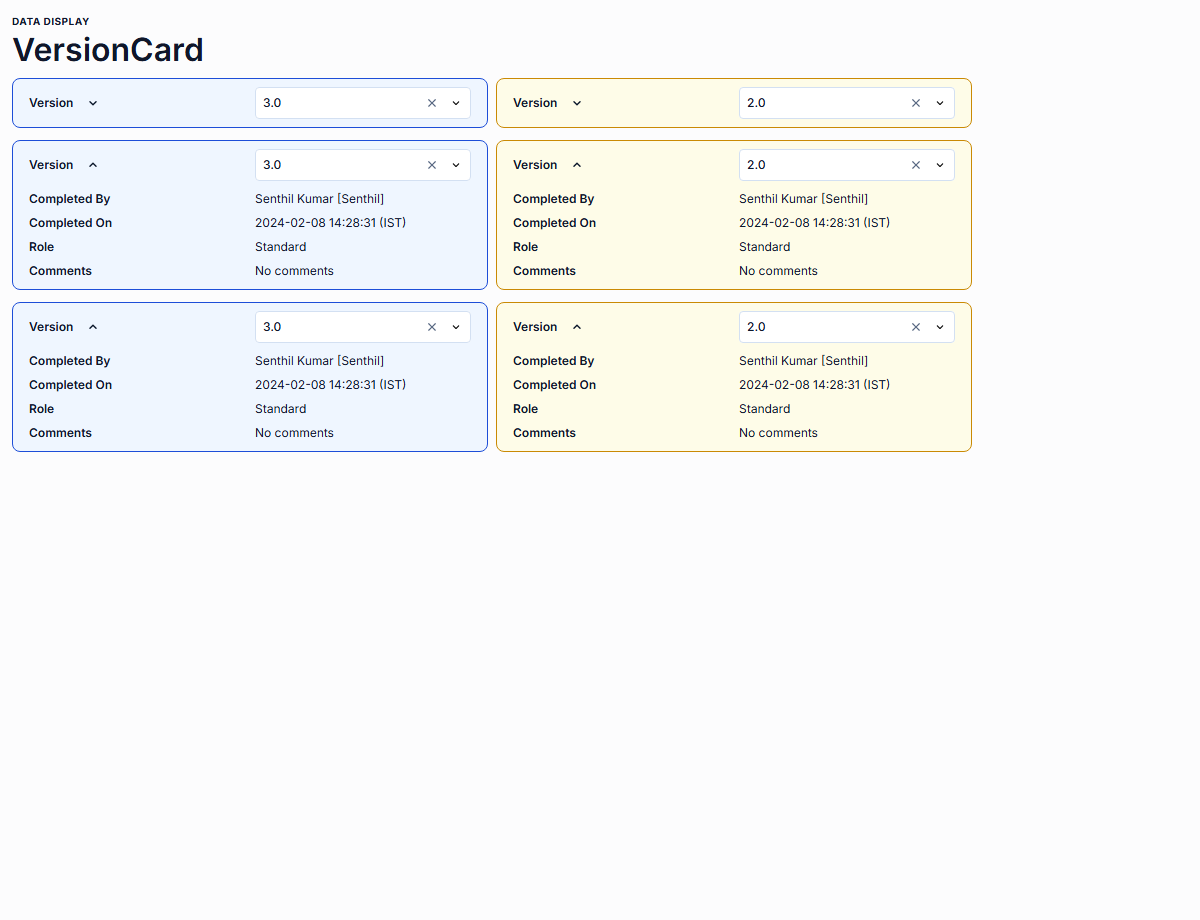 DATA DISPLAY
VersionCard
Version 3.0
Version 2.0
Version 3.0
Completed By Senthil Kumar [Senthil]
Completed On 2024-02-08 14:28:31 (IST)
Role Standard
Comments No comments
Version 2.0
Completed By Senthil Kumar [Senthil]
Completed On 2024-02-08 14:28:31 (IST)
Role Standard
Comments No comments
Version 3.0
Completed By Senthil Kumar [Senthil]
Completed On 2024-02-08 14:28:31 (IST)
Role Standard
Comments No comments
Version 2.0
Completed By Senthil Kumar [Senthil]
Completed On 2024-02-08 14:28:31 (IST)
Role Standard
Comments No comments